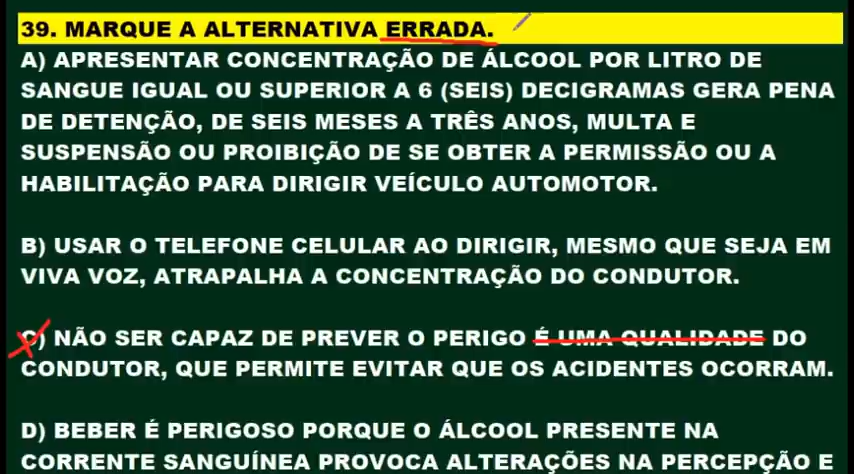 39. MARQUE A ALTERNATIVA ERRADA.
A) APRESENTAR CONCENTRAÇÃO DE ÁLCOOL POR LITRO DE
SANGUE IGUAL OU SUPERIOR A 6 (SEIS) DECIGRAMAS GERA PENA
DE DETENÇÃO, DE SEIS MESES A TRÊS ANOS, MULTA E
SUSPENSÃO OU PROIBIÇÃO DE SE OBTER A PERMISSÃO OU A
HABILITAÇÃO PARA DIRIGIR VEÍCULO AUTOMOTOR.
B) USAR O TELEFONE CELULAR AO DIRIGIR, MESMO QUE SEJA EM
VIVA VOZ, ATRAPALHA A CONCENTRAÇÃO DO CONDUTOR.
C) NÃO SER CAPAZ DE PREVER O PERIGO É UMA QUALIDADE DO
CONDUTOR, QUE PERMITE EVITAR QUE OS ACIDENTES OCORRAM.
D) BEBER É PERIGOSO PORQUE O ÁLCOOL PRESENTE NA
CORRENTE SANGUÍNEA PROVOCA ALTERAÇÕES NA PERCEPÇÃO E